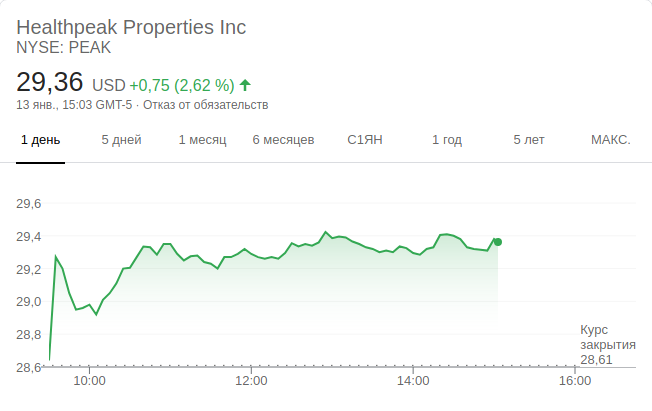 Healthpeak Properties Inc
NYSE: PEAK
29,36 USD +0,75 (2,62 %)
13 янв., 15:03 GMT-5 · Отказ от обязательств
1 день 5 дней 1 месяц 6 месяцев С1ЯН 1 год 5 лет МАКС.
29,6
29,4
29,2
29,0
28,8
28,6
Курс
закрытия
28,61
10:00 12:00 14:00 16:00